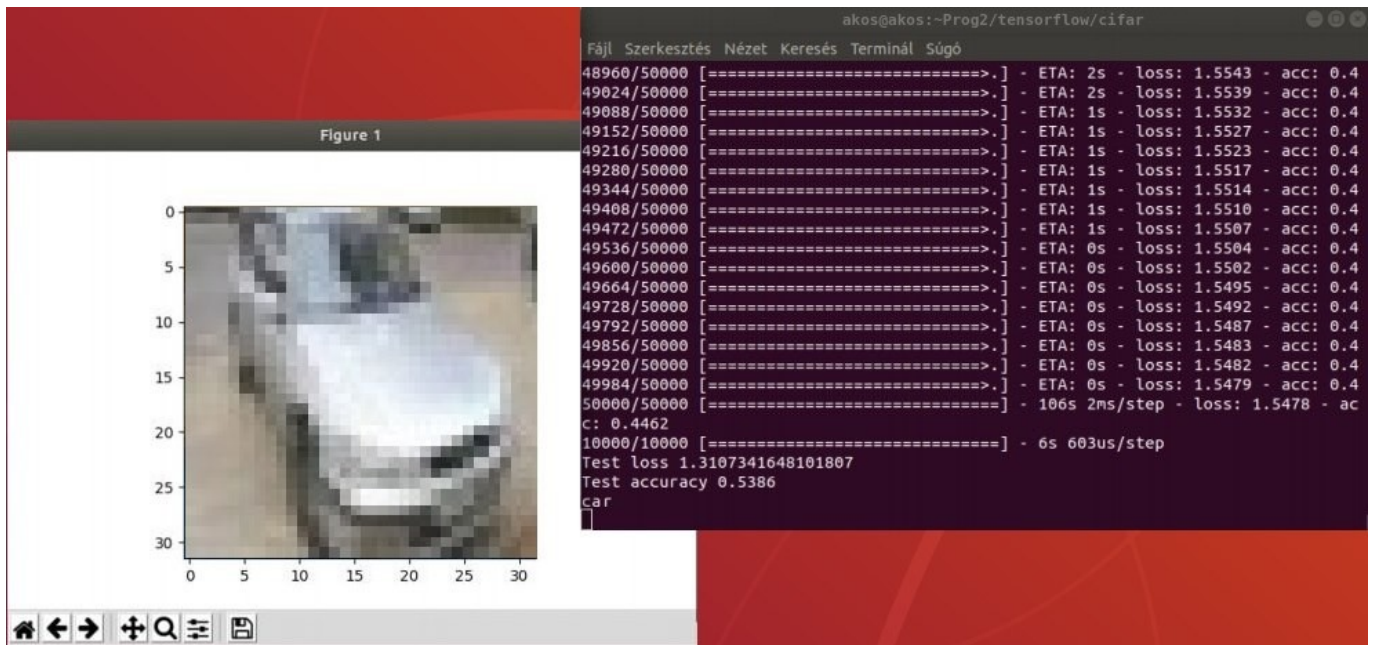 akos@akos:~Prog2/tensorflow/cifar
Fájl Szerkesztés Nézet Keresés Terminál Súgó
48960/50000 [============================>.] - ETA: 2s - loss: 1.5543 - acc: 0.4
49024/50000 [============================>.] - ETA: 2s - loss: 1.5539 - acc: 0.4
49088/50000 [============================>.] - ETA: 1s - loss: 1.5532 - acc: 0.4
49152/50000 [============================>.] - ETA: 1s - loss: 1.5527 - acc: 0.4
49216/50000 [============================>.] - ETA: 1s - loss: 1.5523 - acc: 0.4
49280/50000 [============================>.] - ETA: 1s - loss: 1.5517 - acc: 0.4
49344/50000 [============================>.] - ETA: 1s - loss: 1.5514 - acc: 0.4
49408/50000 [============================>.] - ETA: 1s - loss: 1.5510 - acc: 0.4
49472/50000 [============================>.] - ETA: 1s - loss: 1.5507 - acc: 0.4
49536/50000 [============================>.] - ETA: 0s - loss: 1.5504 - acc: 0.4
49600/50000 [============================>.] - ETA: 0s - loss: 1.5502 - acc: 0.4
49664/50000 [============================>.] - ETA: 0s - loss: 1.5495 - acc: 0.4
49728/50000 [============================>.] - ETA: 0s - loss: 1.5492 - acc: 0.4
49792/50000 [============================>.] - ETA: 0s - loss: 1.5487 - acc: 0.4
49856/50000 [============================>.] - ETA: 0s - loss: 1.5483 - acc: 0.4
49920/50000 [============================>.] - ETA: 0s - loss: 1.5482 - acc: 0.4
49984/50000 [============================>.] - ETA: 0s - loss: 1.5479 - acc: 0.4
50000/50000 [==============================] - 106s 2ms/step - loss: 1.5478 - ac
c: 0.4462
10000/10000 [==============================] - 6s 603us/step
Test loss 1.3107341648101807
Test accuracy 0.5386
car
Figure 1
0
5
10
15
20
25
30
0 5 10 15 20 25 30